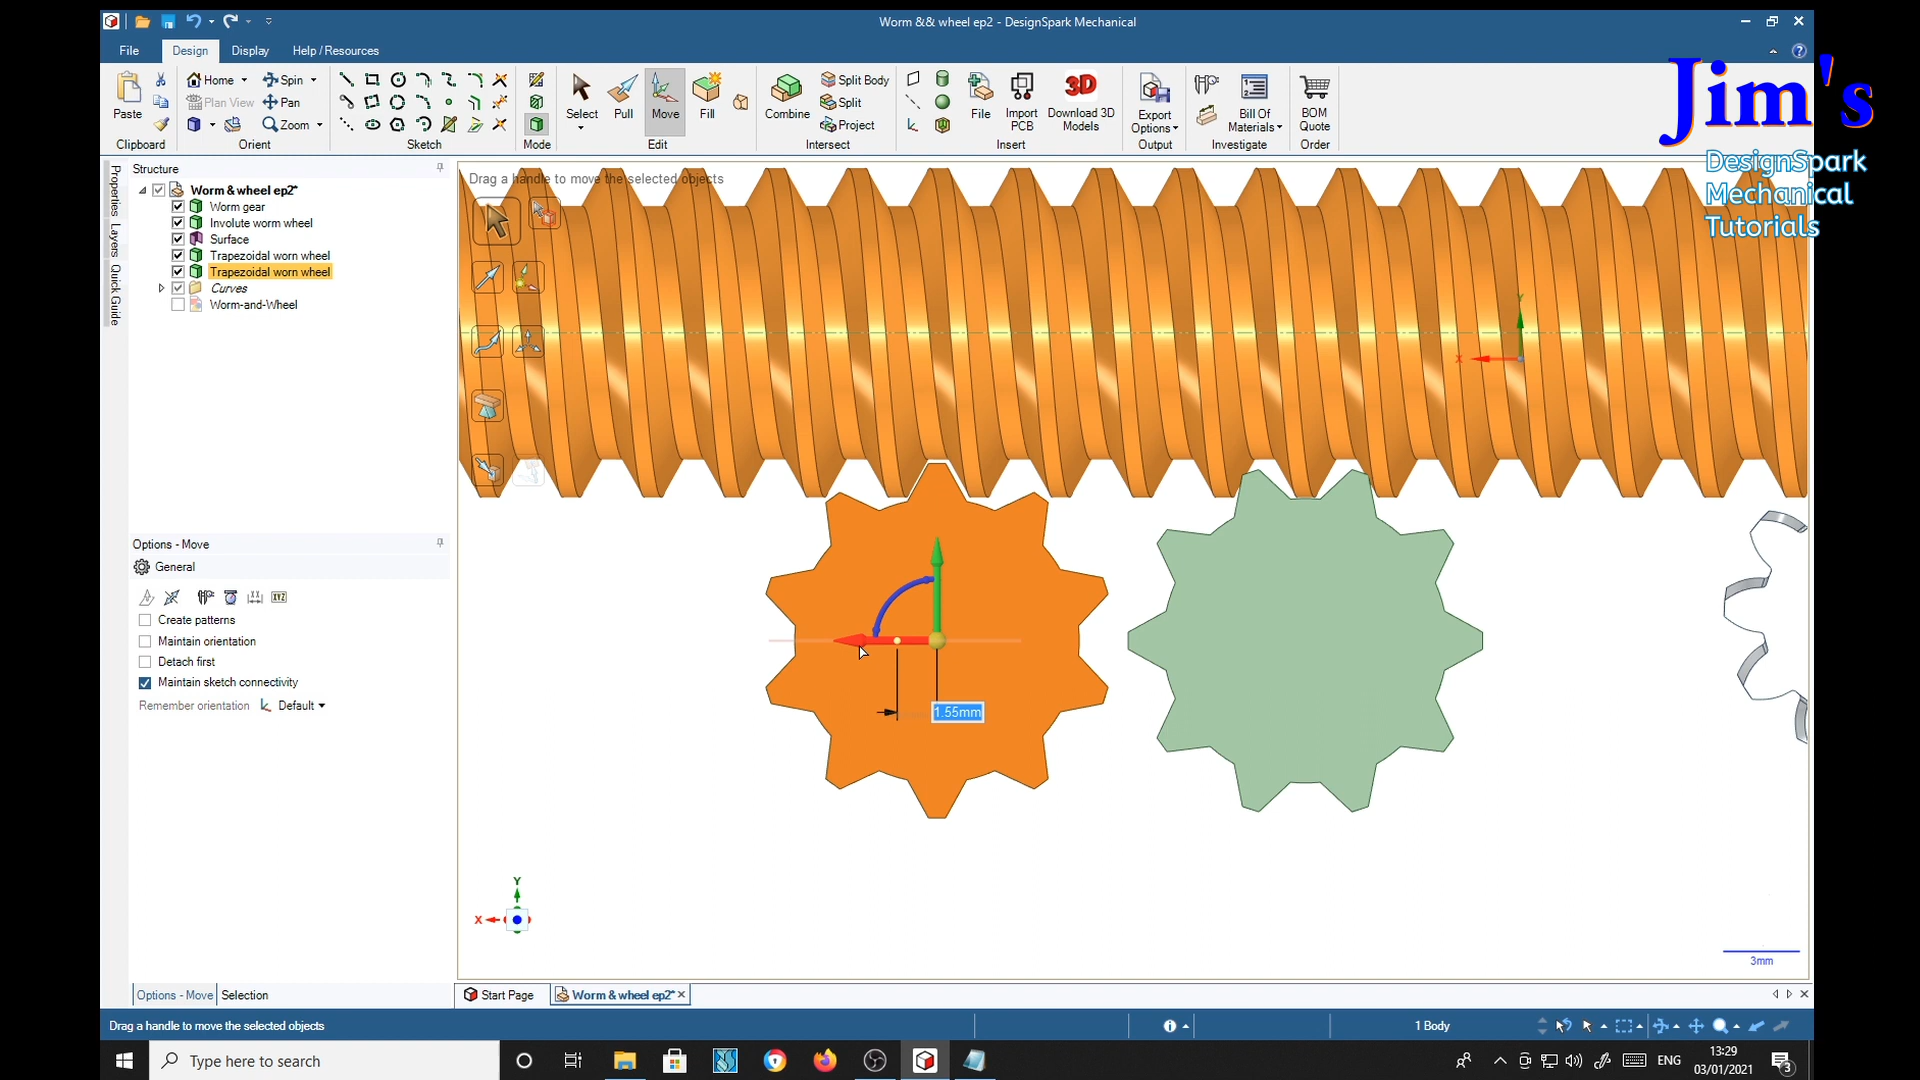 Worm && wheel ep2 - DesignSpark Mechanical
File Design Display Help / Resources
Jim's
DesignSpark
Mechanical
Tutorials
Paste
Clipboard
Home Spin
Plan View Pan
Zoom
Orient
Sketch
Mode
Select Pull Move Fill
Edit
Combine
Split Body
Split
Project
Intersect
File
Import
PCB
Download 3D
Models
3D
Insert
Export
Options
Output
Bill Of
Materials
Investigate
BOM
Quote
Order
Structure
Properties
Layers
Quick Guide
Worm & wheel ep2*
Worm gear
Involute worm wheel
Surface
Trapezoidal worn wheel
Trapezoidal worn wheel
Curves
Worm-and-Wheel
Drag a handle to move the selected objects
Y
X
1.55mm
Y
X
3mm
Options - Move
General
XYZ
Create patterns
Maintain orientation
Detach first
Maintain sketch connectivity
Remember orientation Default
Options - Move Selection
Start Page Worm & wheel ep2*
Drag a handle to move the selected objects
1 Body
Type here to search
ENG
13:29
03/01/2021
3